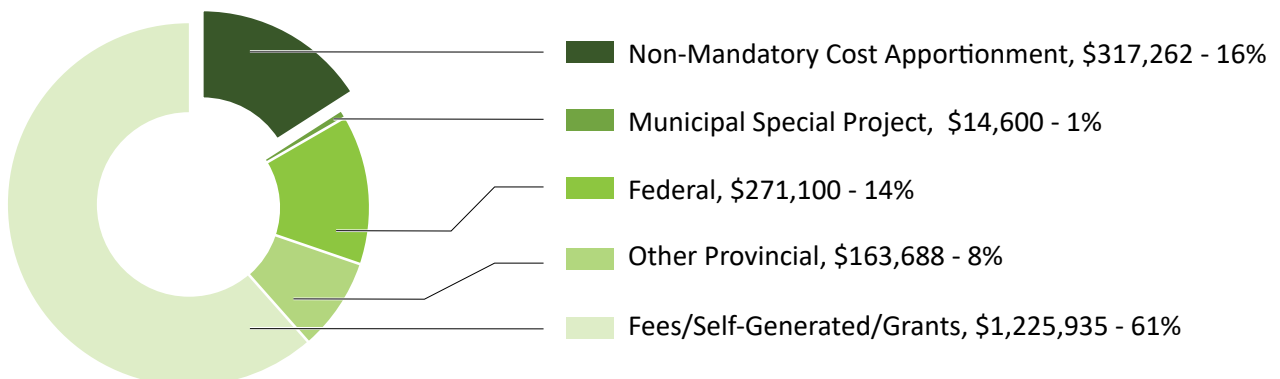 Non-Mandatory Cost Apportionment, $317,262 - 16%
Municipal Special Project,  $14,600 - 1%
Federal, $271,100 - 14%
Other Provincial, $163,688 - 8%
Fees/Self-Generated/Grants, $1,225,935 - 61%